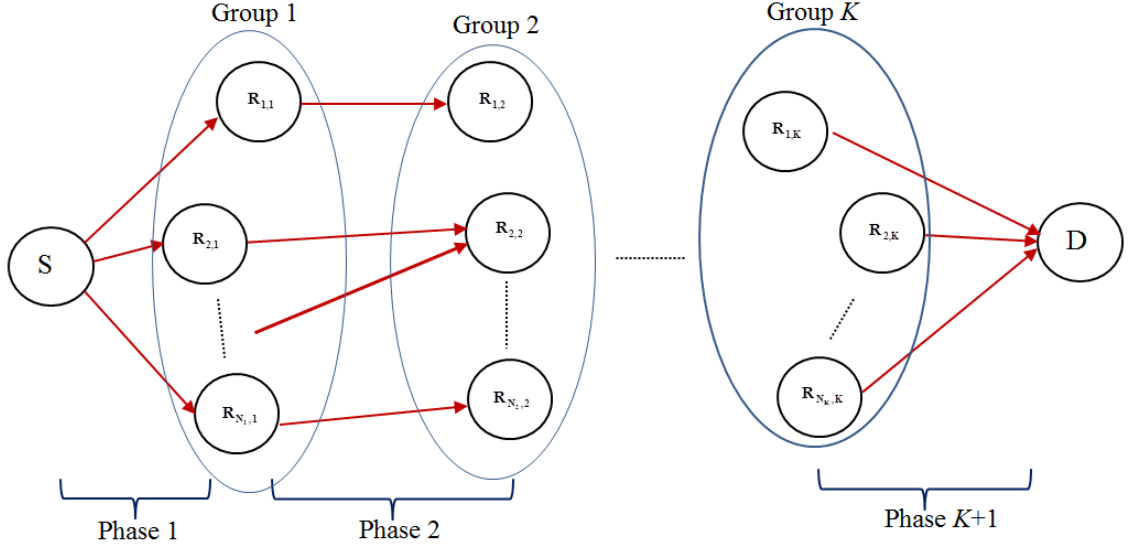 Group 1
Group 2
Group K
R1,1
R1,2
R1,K
R2,1
R2,2
R2,K
S
D
RN1,1
RN2,2
RNK,K
Phase 1
Phase 2
Phase K+1